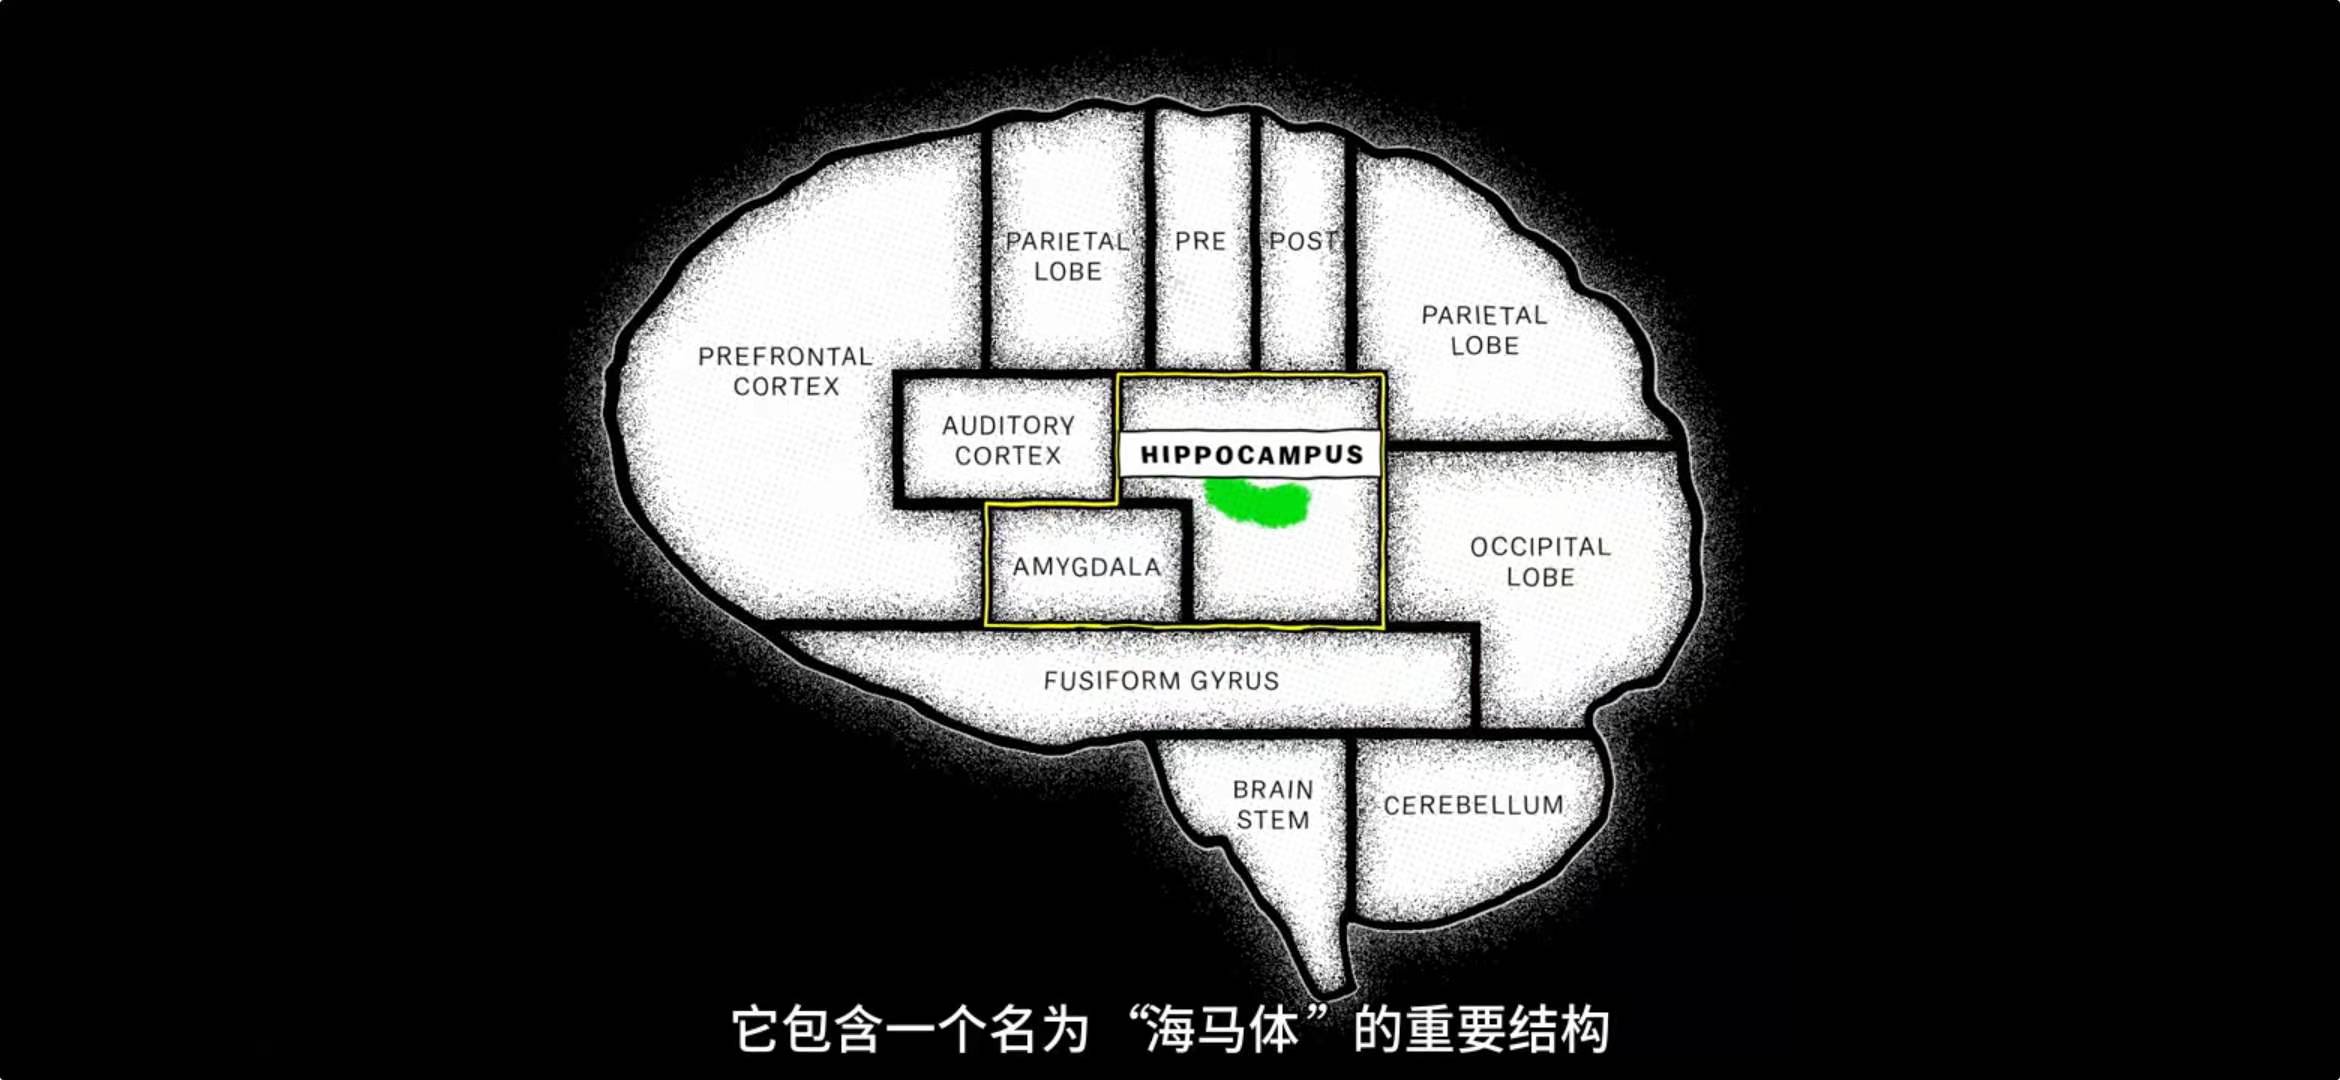 PARIETAL
LOBE
PRE
POST
PREFRONTAL
CORTEX
PARIETAL
LOBE
AUDITORY
CORTEX
HIPPOCAMPUS
AMYGDALA
OCCIPITAL
LOBE
FUSIFORM GYRUS
BRAIN
STEM
CEREBELLUM
它包含一个名为“海马体”的重要结构